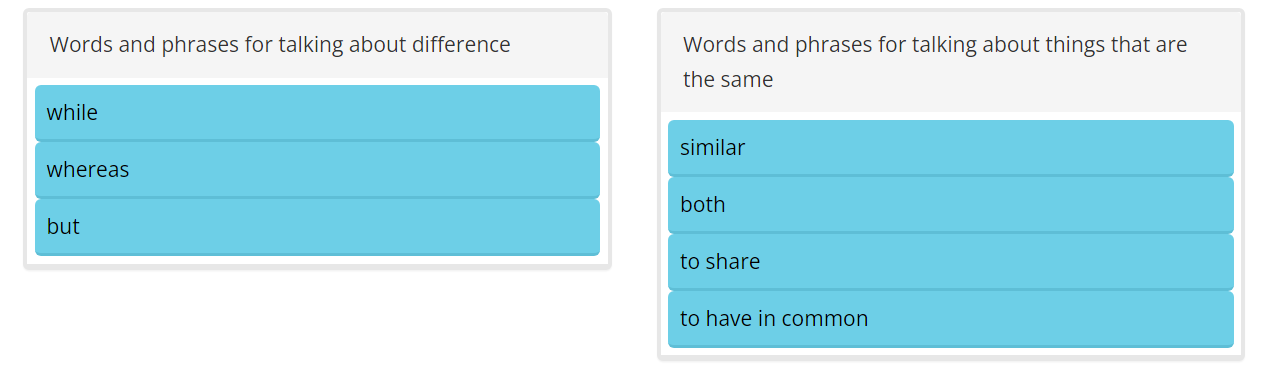 Words and phrases for talking about difference
while
whereas
but
Words and phrases for talking about things that are
the same
similar
both
to share
to have in common